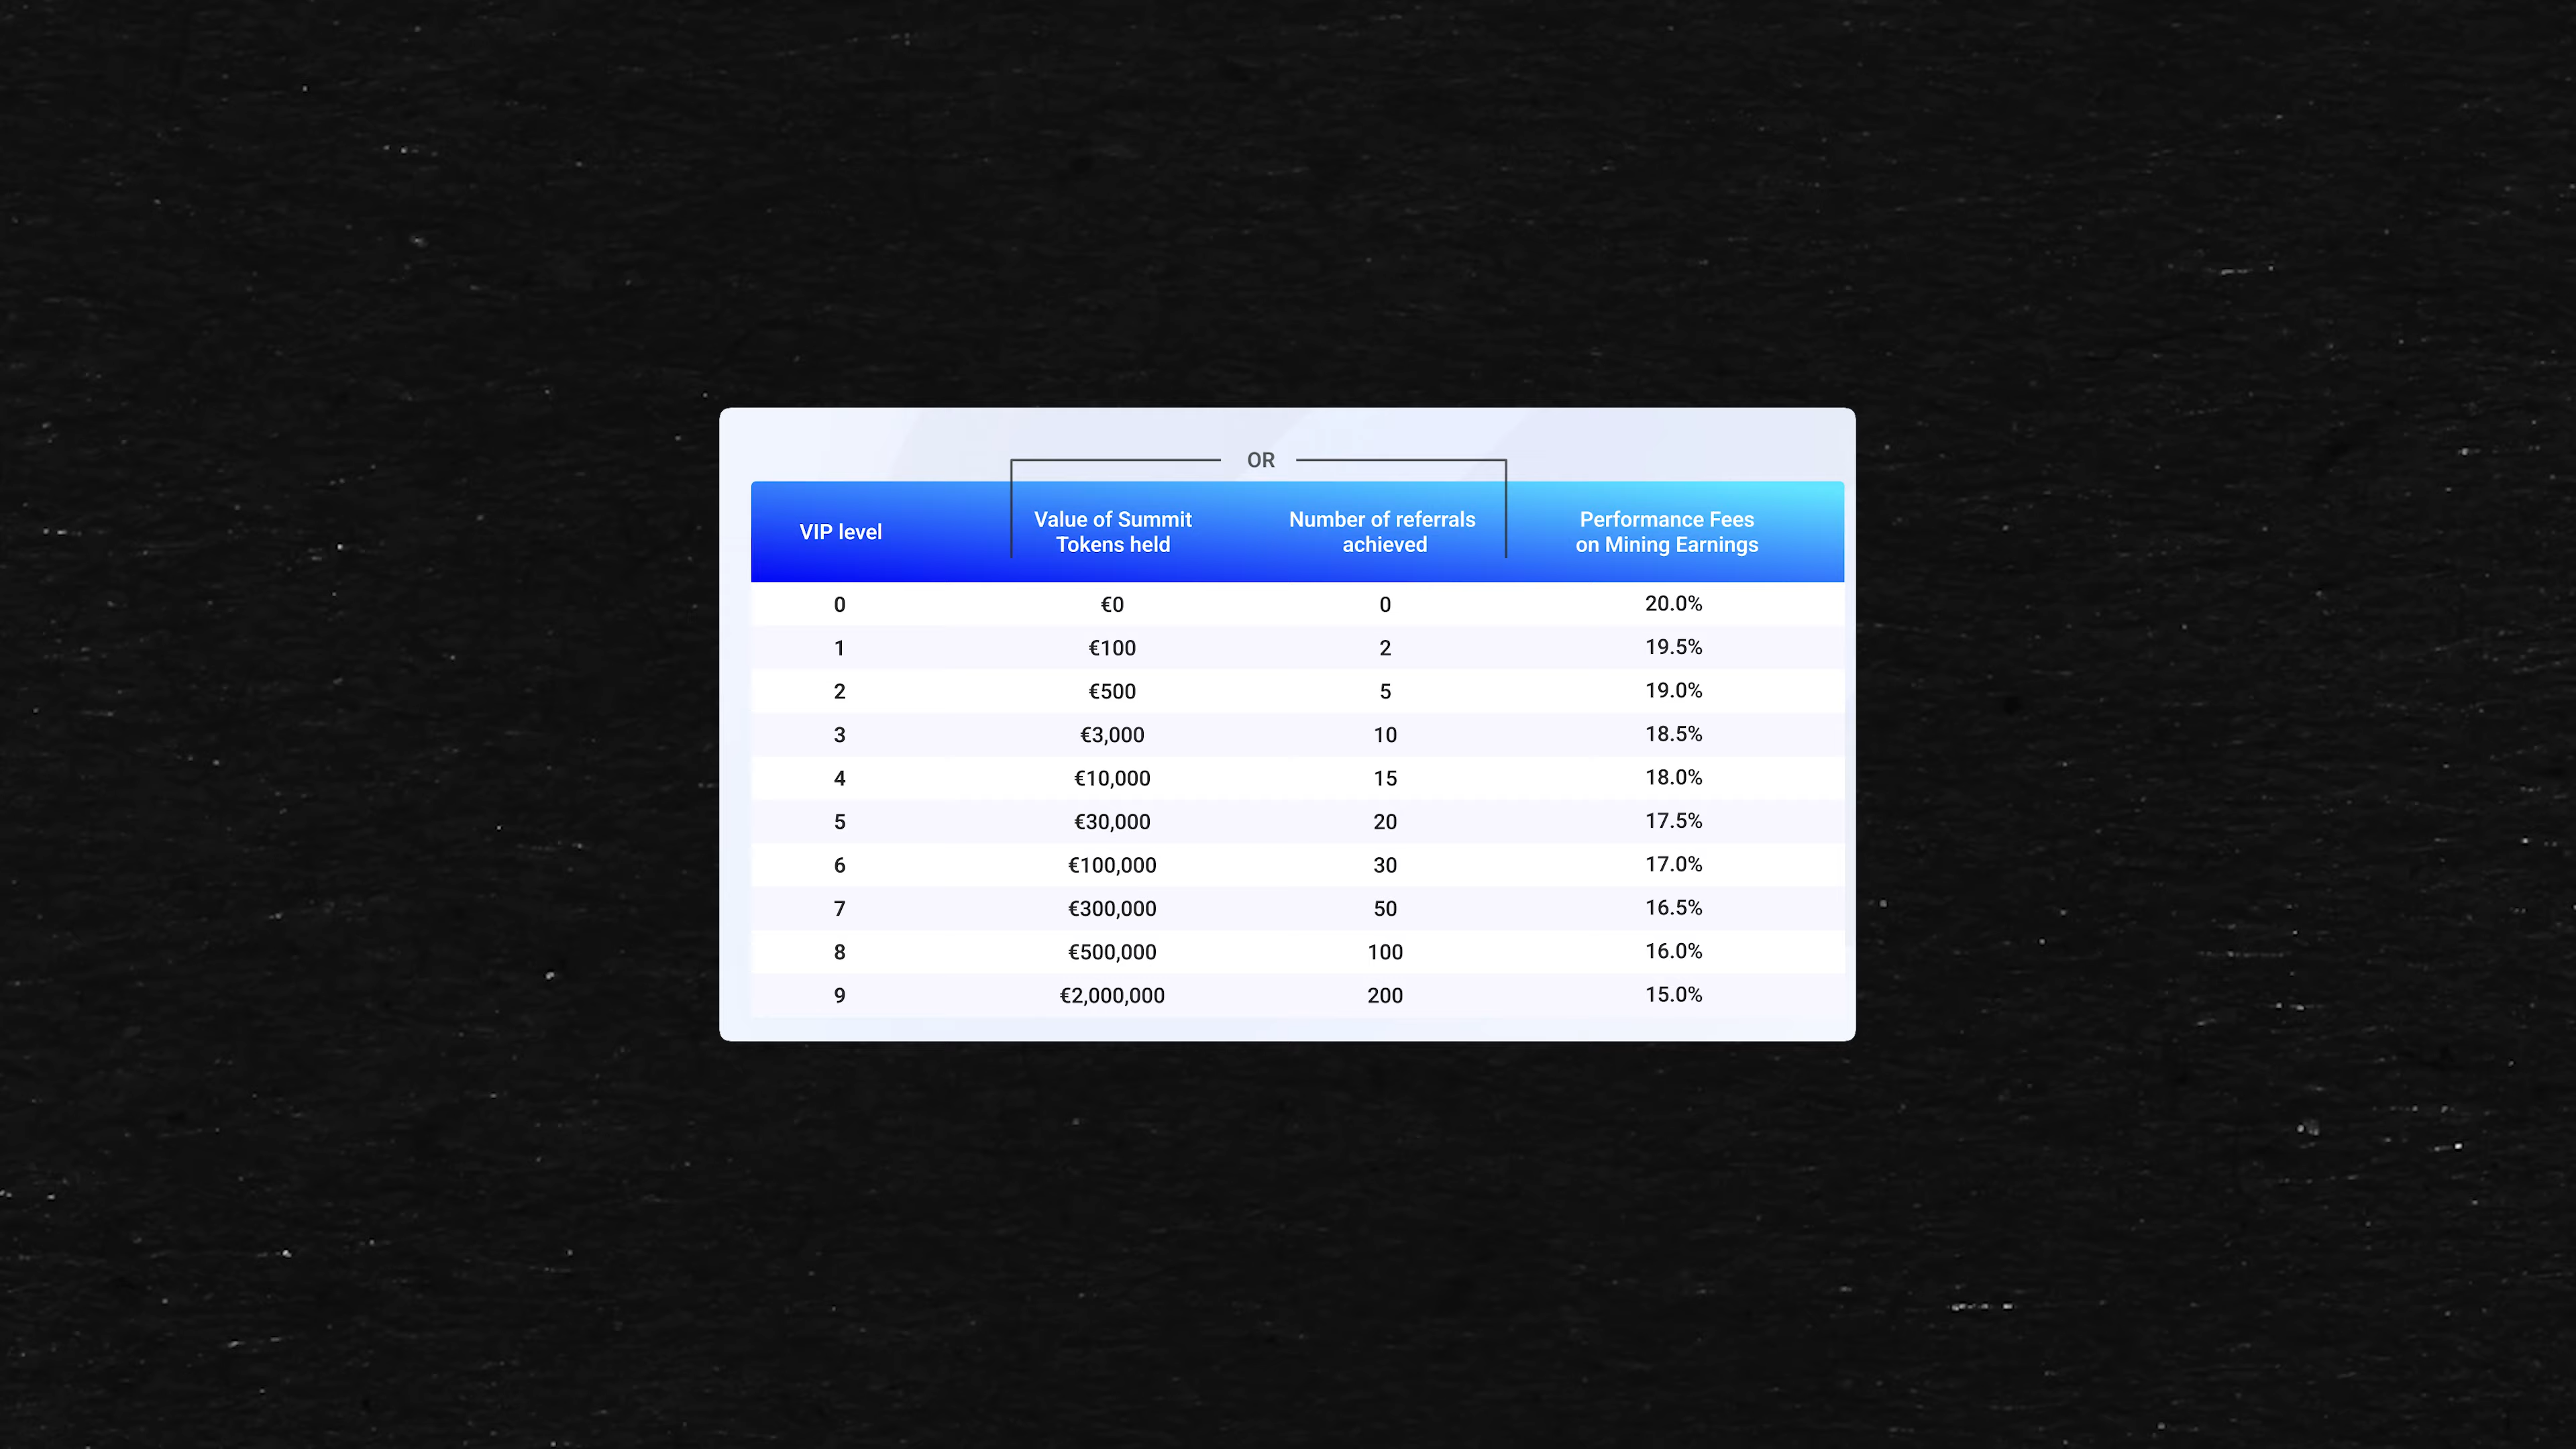 OR
VIP level
Value of Summit
Tokens held
Number of referrals
achieved
Performance Fees
on Mining Earnings
0 €0 0 20.0%
1 €100 2 19.5%
2 €500 5 19.0%
3 €3,000 10 18.5%
4 €10,000 15 18.0%
5 €30,000 20 17.5%
6 €100,000 30 17.0%
7 €300,000 50 16.5%
8 €500,000 100 16.0%
9 €2,000,000 200 15.0%